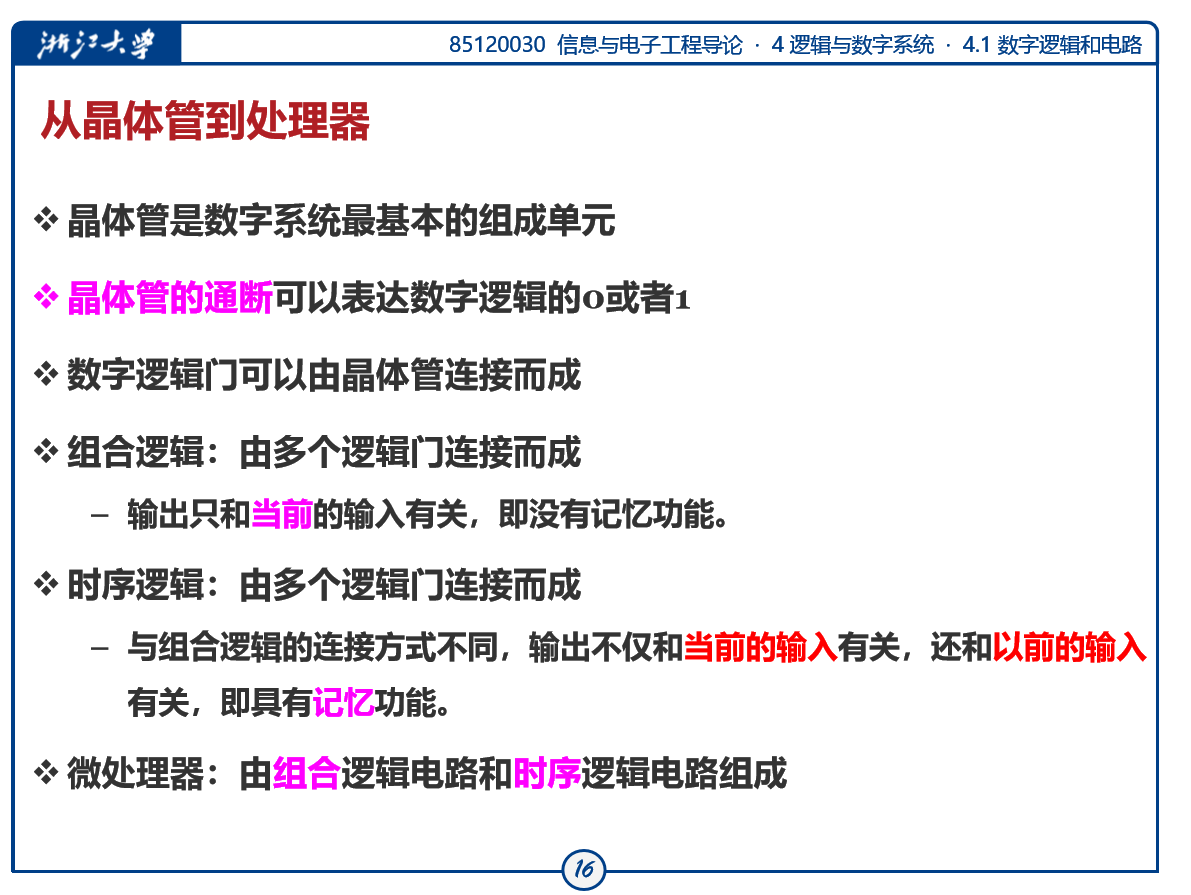 浙江大学
85120030 信息与电子工程导论 · 4 逻辑与数字系统 · 4.1 数字逻辑和电路
从晶体管到处理器
❖ 晶体管是数字系统最基本的组成单元
❖ 晶体管的通断可以表达数字逻辑的0或者1
❖ 数字逻辑门可以由晶体管连接而成
❖ 组合逻辑：由多个逻辑门连接而成
– 输出只和当前的输入有关，即没有记忆功能。
❖ 时序逻辑：由多个逻辑门连接而成
– 与组合逻辑的连接方式不同，输出不仅和当前的输入有关，还和以前的输入
有关，即具有记忆功能。
❖ 微处理器：由组合逻辑电路和时序逻辑电路组成
16